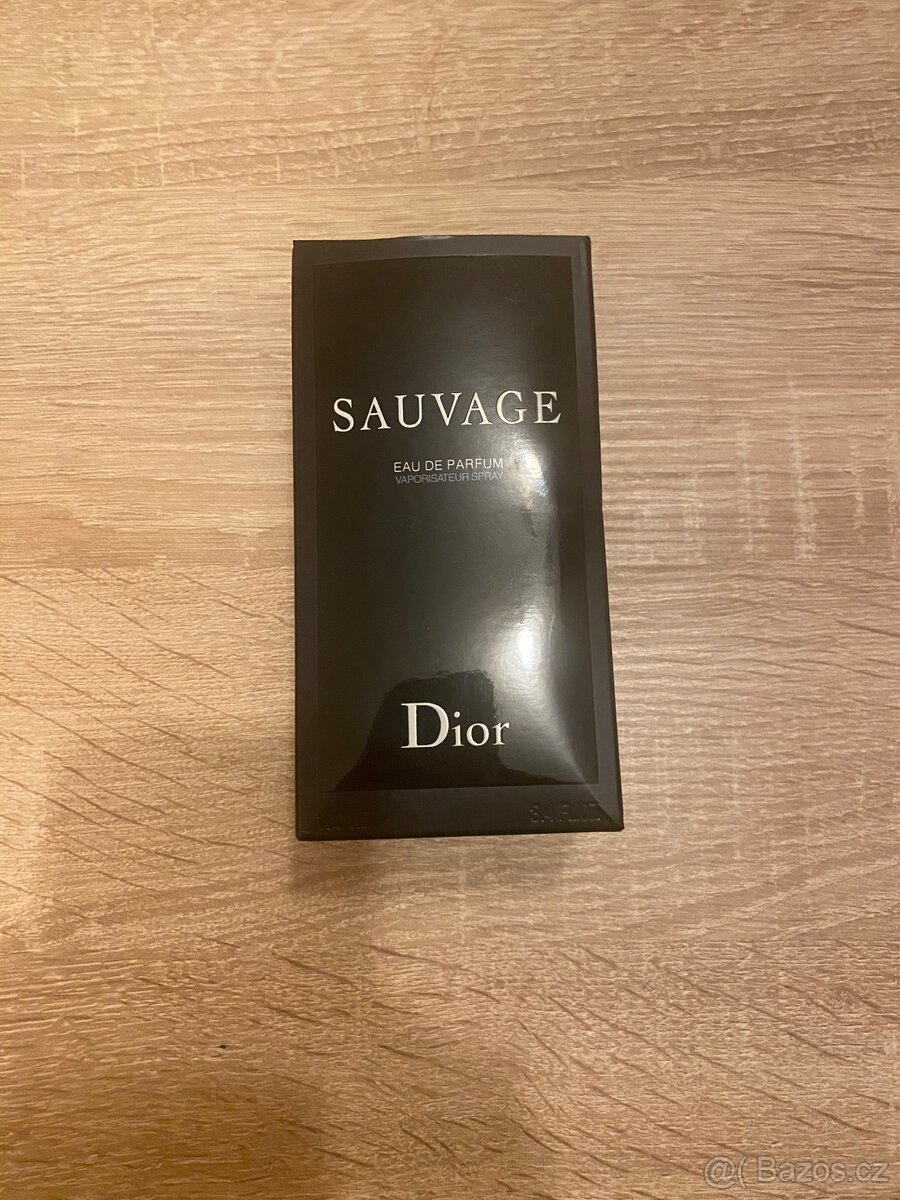 SAUVAGE
EAU DE PARFUM
VAPORISATEUR SPRAY
Dior
@( Bazos.cz